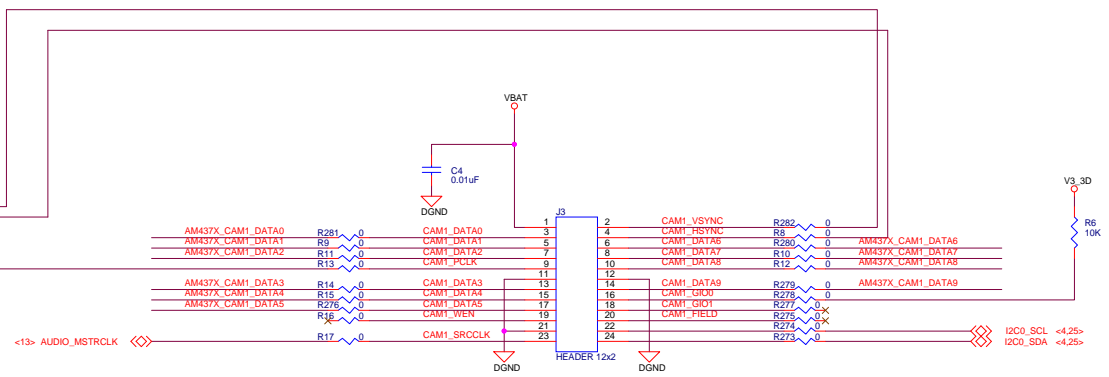 VBAT
C4
0.01uF
V3_3D
DGND
J3
R6
10K
1 2 CAM1_VSYNC R282 0
AM437X_CAM1_DATA0 R281 0 CAM1_DATA0 3 4 CAM1_HSYNC R8 0
AM437X_CAM1_DATA1 R9 0 CAM1_DATA1 5 6 CAM1_DATA6 R280 0 AM437X_CAM1_DATA6
AM437X_CAM1_DATA2 R11 0 CAM1_DATA2 7 8 CAM1_DATA7 R10 0 AM437X_CAM1_DATA7
R13 0 CAM1_PCLK 9 10 CAM1_DATA8 R12 0 AM437X_CAM1_DATA8
11 12
AM437X_CAM1_DATA3 R14 0 CAM1_DATA3 13 14 CAM1_DATA9 R279 0 AM437X_CAM1_DATA9
AM437X_CAM1_DATA4 R15 0 CAM1_DATA4 15 16 CAM1_GIO0 R278 0
AM437X_CAM1_DATA5 R276 0 CAM1_DATA5 17 18 CAM1_GIO1 R277 0
R16 0 CAM1_WEN 19 20 CAM1_FIELD R275 0
21 22 R274 0 I2C0_SCL <4,25>
<13> AUDIO_MSTRCLK R17 0 CAM1_SRCCLK 23 24 R273 0 I2C0_SDA <4,25>
HEADER 12x2
DGND DGND